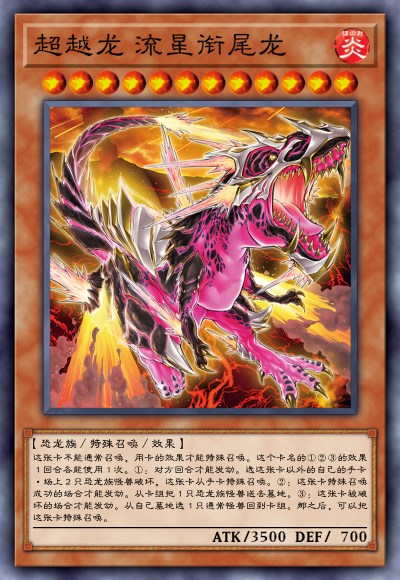 超越龙 流星衔尾龙
ほのお
炎
【恐龙族／特殊召唤／效果】
这张卡不能通常召唤，用卡的效果才能特殊召唤。这个卡名的①②③的效果
1回合各能使用1次。①：对方回合才能发动。选这张卡以外的自己的手卡
·场上2只恐龙族怪兽破坏，这张卡从手卡特殊召唤。②：这张卡特殊召唤
成功的场合才能发动。从卡组把1只恐龙族怪兽送去墓地。③：这张卡被破
坏的场合才能发动。从自己墓地选1只通常怪兽回到卡组。那之后，可以把
这张卡特殊召唤。
ATK/3500 DEF/ 700